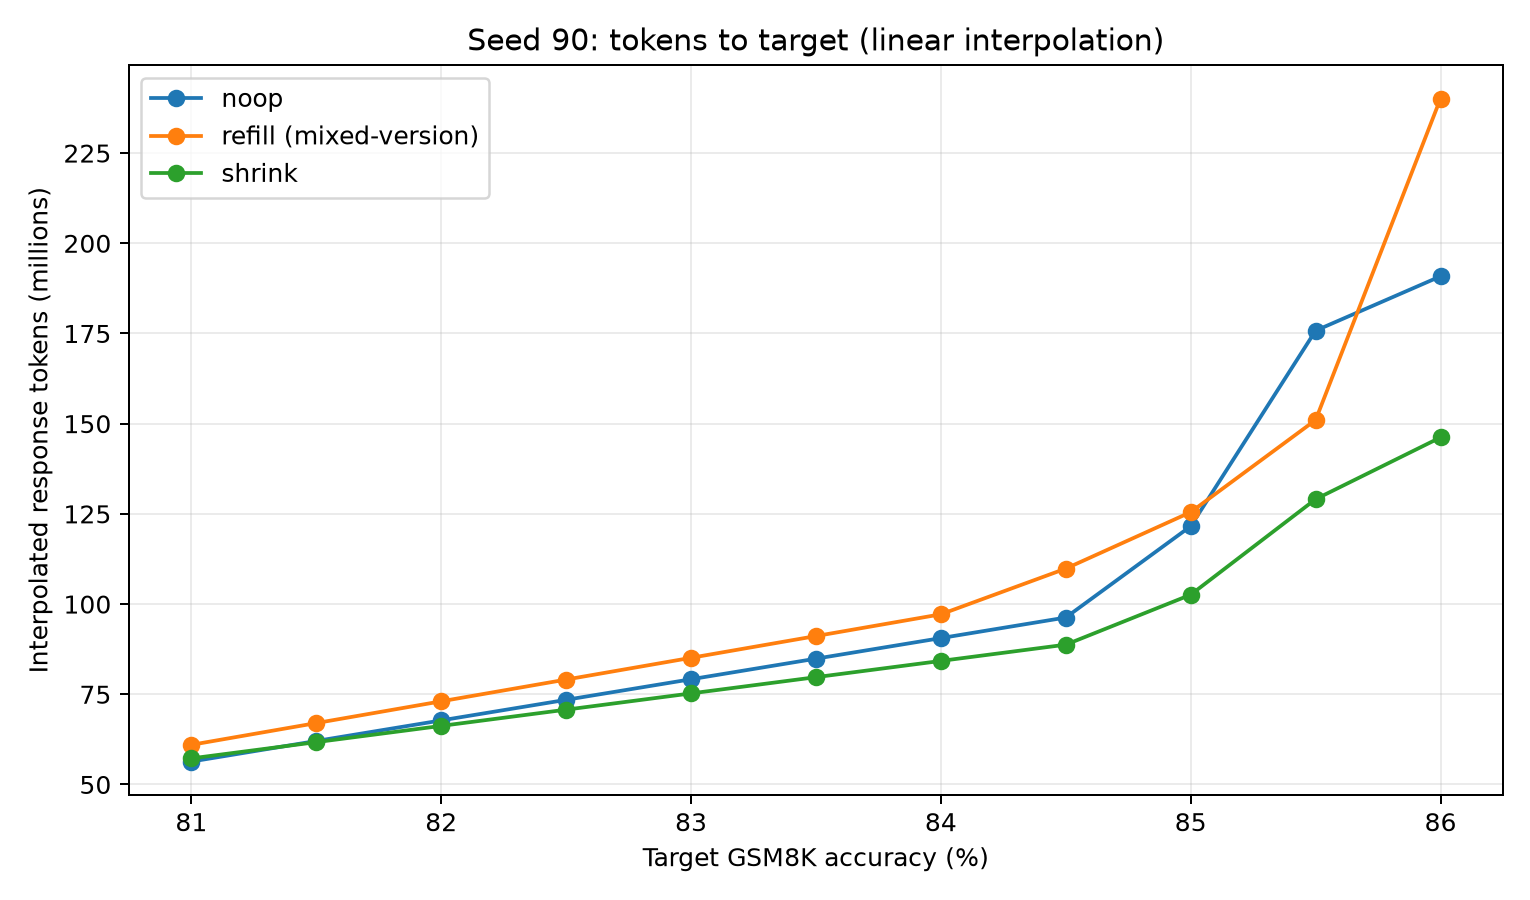 Seed 90: tokens to target (linear interpolation)
noop
refill (mixed-version)
shrink
Interpolated response tokens (millions)
225
200
175
150
125
100
75
50
81 82 83 84 85 86
Target GSM8K accuracy (%)